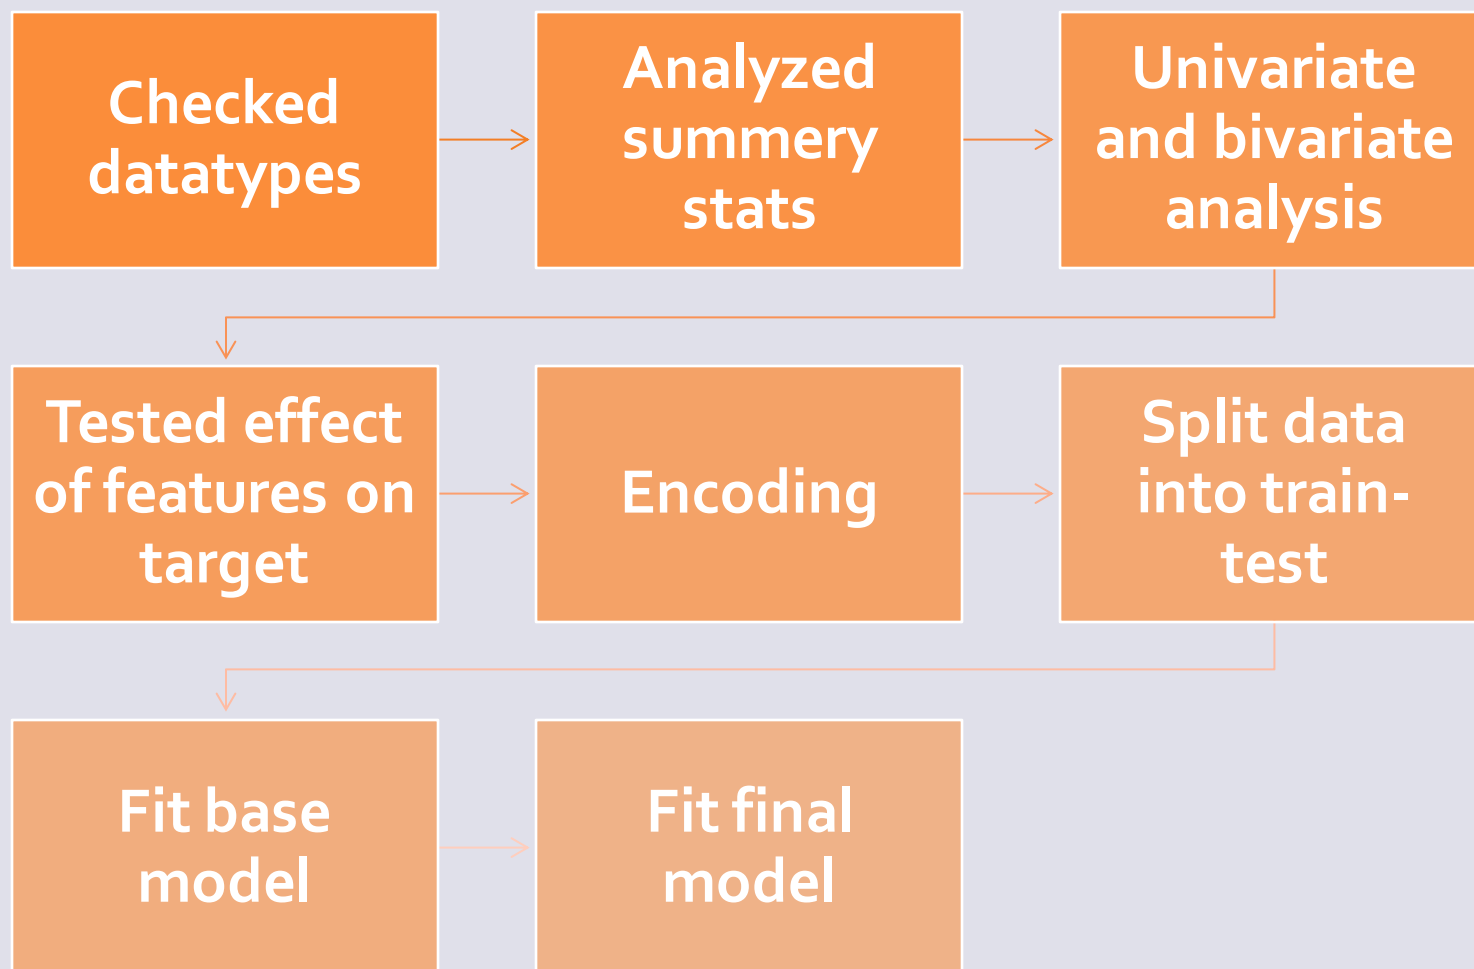 Checked
datatypes
Analyzed
summery
stats
Univariate
and bivariate
analysis
Tested effect
of features on
target
Encoding
Split data
into train-
test
Fit base
model
Fit final
model